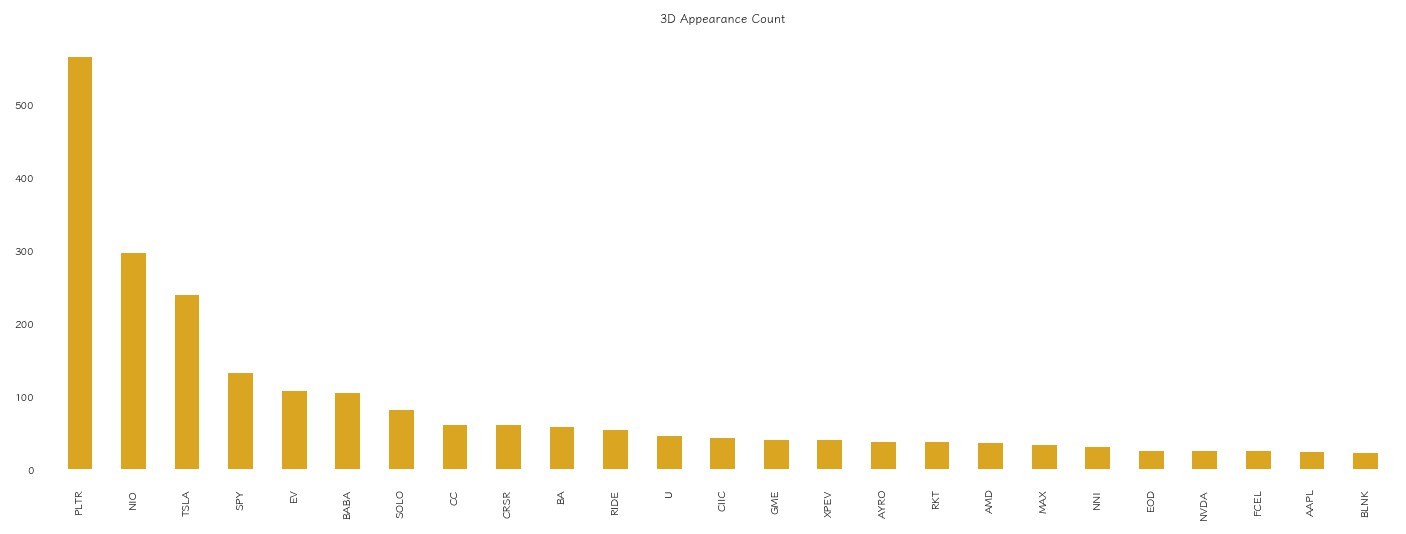 3D Appearance Count
500
400
300
200
100
0
PLTR
NIO
TSLA
SPY
EV
BABA
SOLO
CC
CRSR
BA
RIDE
U
CIIC
GME
XPEV
AYRO
RKT
AMD
MAX
NNI
EOD
NVDA
FCEL
AAPL
BLNK